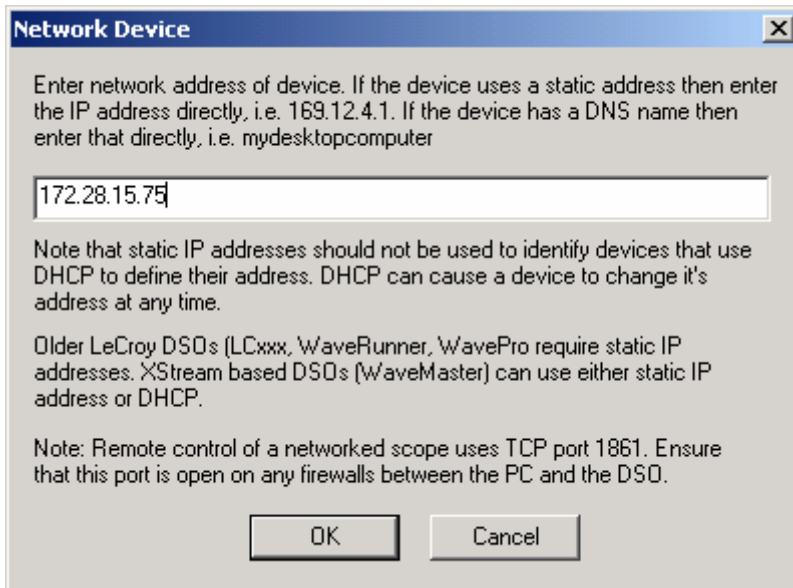 Network Device
Enter network address of device. If the device uses a static address then enter
the IP address directly, i.e. 169.12.4.1. If the device has a DNS name then
enter that directly, i.e. mydesktopcomputer
172.28.15.75
Note that static IP addresses should not be used to identify devices that use
DHCP to define their address. DHCP can cause a device to change it's
address at any time.
Older LeCroy DSOs (LCxxx, WaveRunner, WavePro require static IP
addresses. XStream based DSOs (WaveMaster) can use either static IP
address or DHCP.
Note: Remote control of a networked scope uses TCP port 1861. Ensure
that this port is open on any firewalls between the PC and the DSO.
OK
Cancel